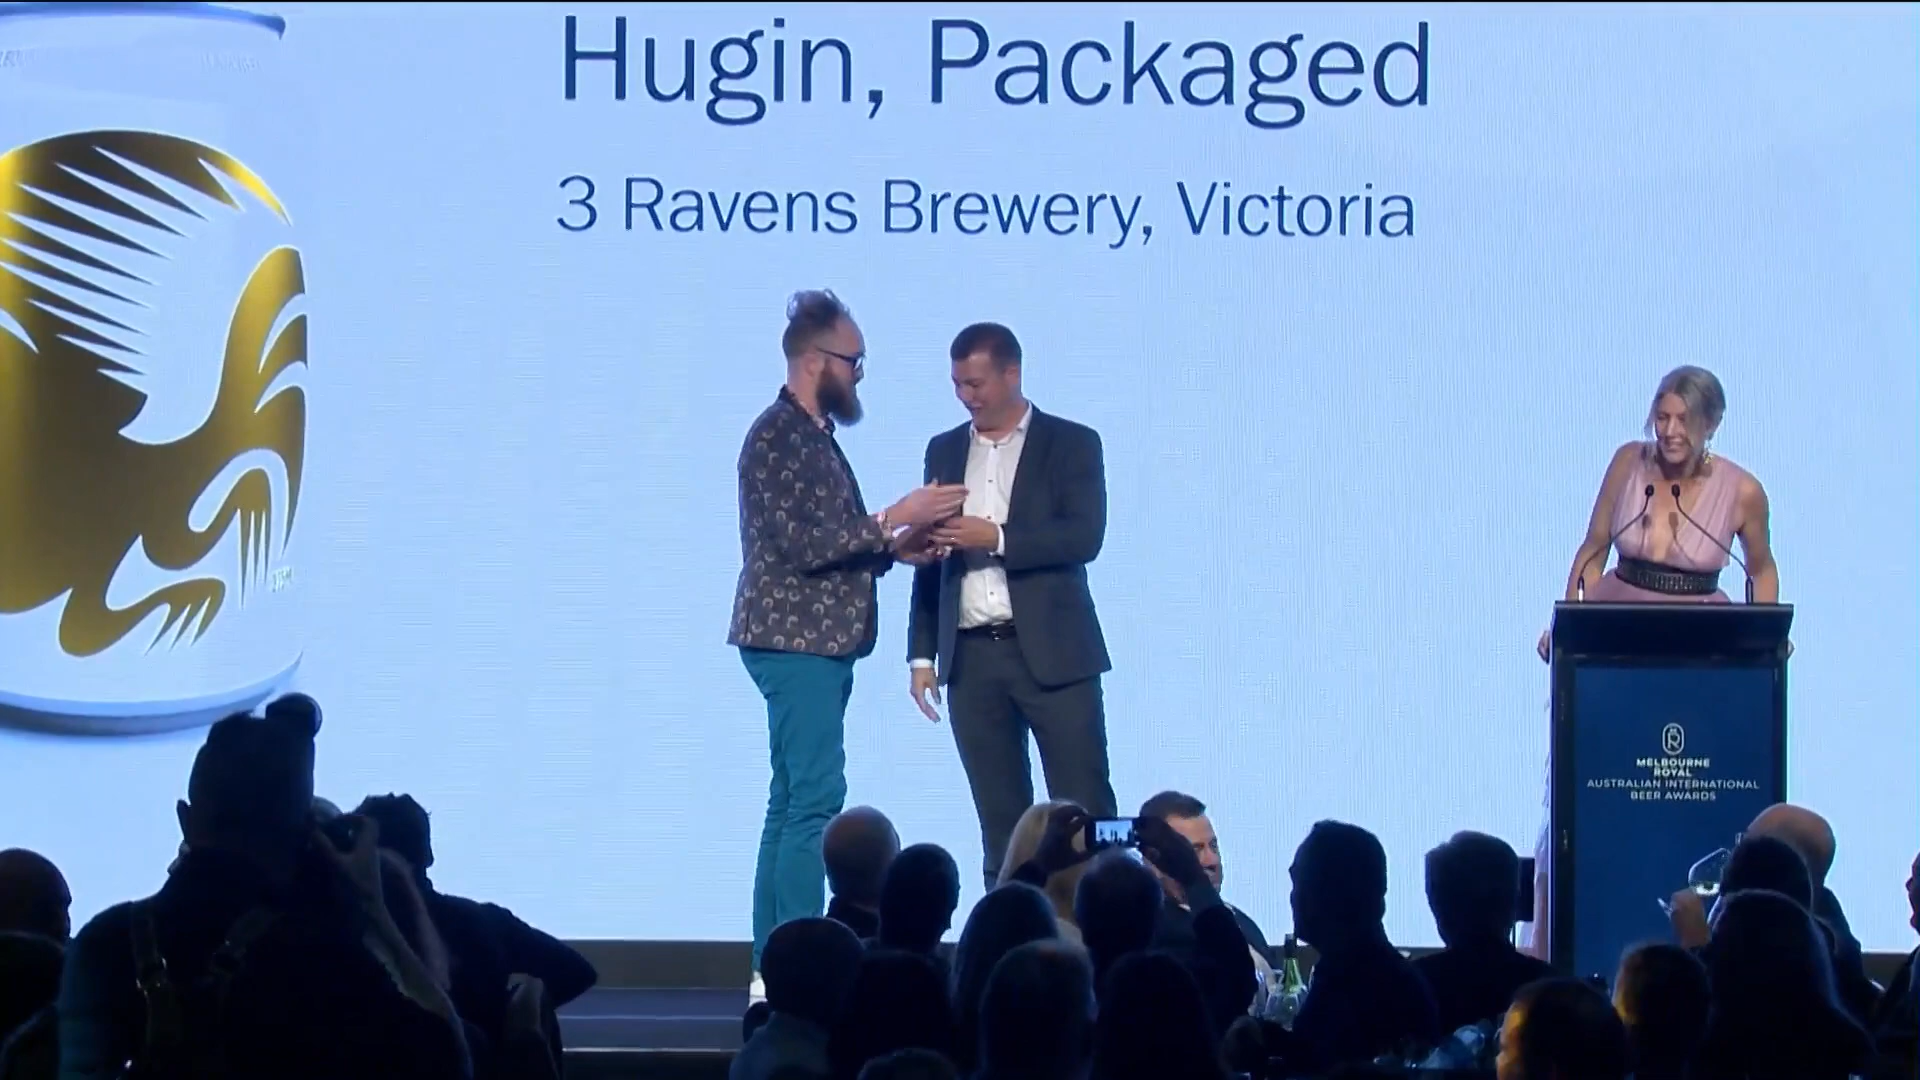 Hugin, Packaged
3 Ravens Brewery, Victoria
MELBOURNE
ROYAL
AUSTRALIAN INTERNATIONAL
BEER AWARDS